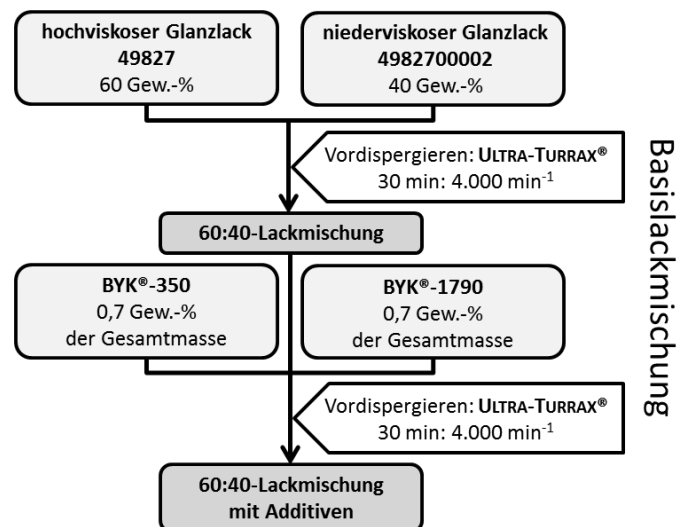 hochviskoser Glanzlack
49827
60 Gew.-%
niederviskoser Glanzlack
4982700002
40 Gew.-%
Vordispergieren: ULTRA-TURRAX®
30 min: 4.000 min⁻¹
60:40-Lackmischung
BYK®-350
0,7 Gew.-%
der Gesamtmasse
BYK®-1790
0,7 Gew.-%
der Gesamtmasse
Vordispergieren: ULTRA-TURRAX®
30 min: 4.000 min⁻¹
60:40-Lackmischung
mit Additiven
Basislackmischung